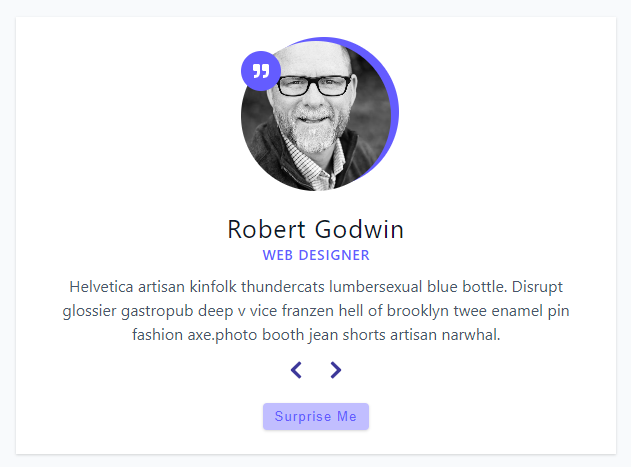 Robert Godwin
WEB DESIGNER
Helvetica artisan kinfolk thundercats lumbersexual blue bottle. Disrupt
glossier gastropub deep v vice franzen hell of brooklyn twee enamel pin
fashion axe.photo booth jean shorts artisan narwhal.
Surprise Me